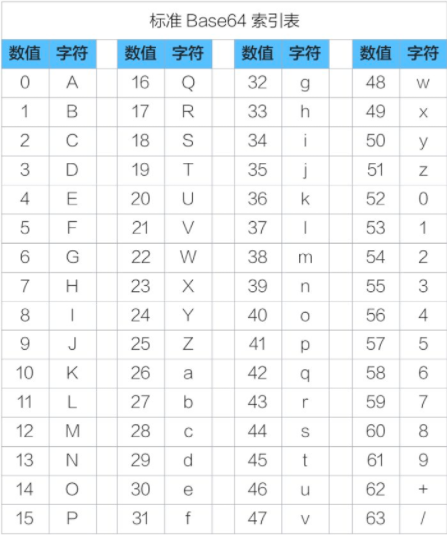 标准 Base64 索引表
数值 字符 数值 字符 数值 字符 数值 字符
0 A 16 Q 32 g 48 w
1 B 17 R 33 h 49 x
2 C 18 S 34 i 50 y
3 D 19 T 35 j 51 z
4 E 20 U 36 k 52 0
5 F 21 V 37 l 53 1
6 G 22 W 38 m 54 2
7 H 23 X 39 n 55 3
8 I 24 Y 40 o 56 4
9 J 25 Z 41 p 57 5
10 K 26 a 42 q 58 6
11 L 27 b 43 r 59 7
12 M 28 c 44 s 60 8
13 N 29 d 45 t 61 9
14 O 30 e 46 u 62 +
15 P 31 f 47 v 63 /